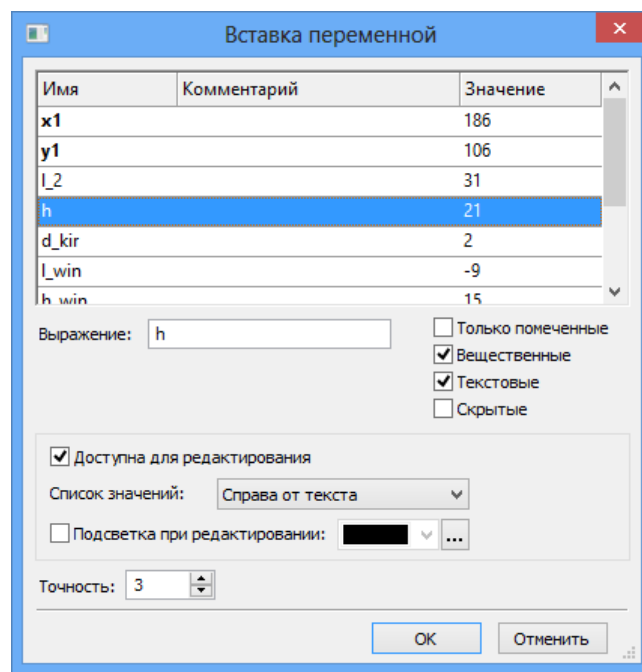 Вставка переменной
Имя Комментарий Значение
x1 186
y1 106
l_2 31
h 21
d_kir 2
l_win -9
h_win 15
Выражение: h
Только помеченные
Вещественные
Текстовые
Скрытые
Доступна для редактирования
Список значений: Справа от текста
Подсветка при редактировании: ...
Точность: 3
OK Отменить